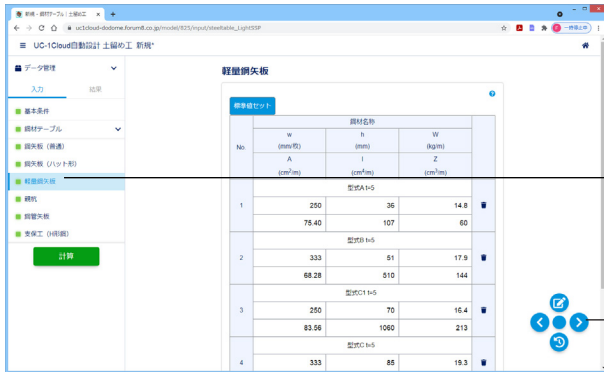 新規 - 鋼材テーブル | 土留め工
uc1cloud-dodome.forum8.co.jp/model/825/input/steeltable_LightSSP
一時停止中
UC-1Cloud自動設計 土留め工 新規*
データ管理
入力 結果
基本条件
鋼材テーブル
鋼矢板 (普通)
鋼矢板 (ハット形)
軽量鋼矢板
親杭
鋼管矢板
支保工 (H形鋼)
計算
軽量鋼矢板
標準値セット
鋼材名称
No.
w h W
(mm/枚) (mm) (kg/m)
A I Z
(cm²/m) (cm⁴/m) (cm³/m)
型式A t=5
1 250 36 14.8
75.40 107 60
型式B t=5
2 333 51 17.9
68.28 510 144
型式C1 t=5
3 250 70 16.4
83.56 1060 213
型式C t=5
4 333 85 19.3